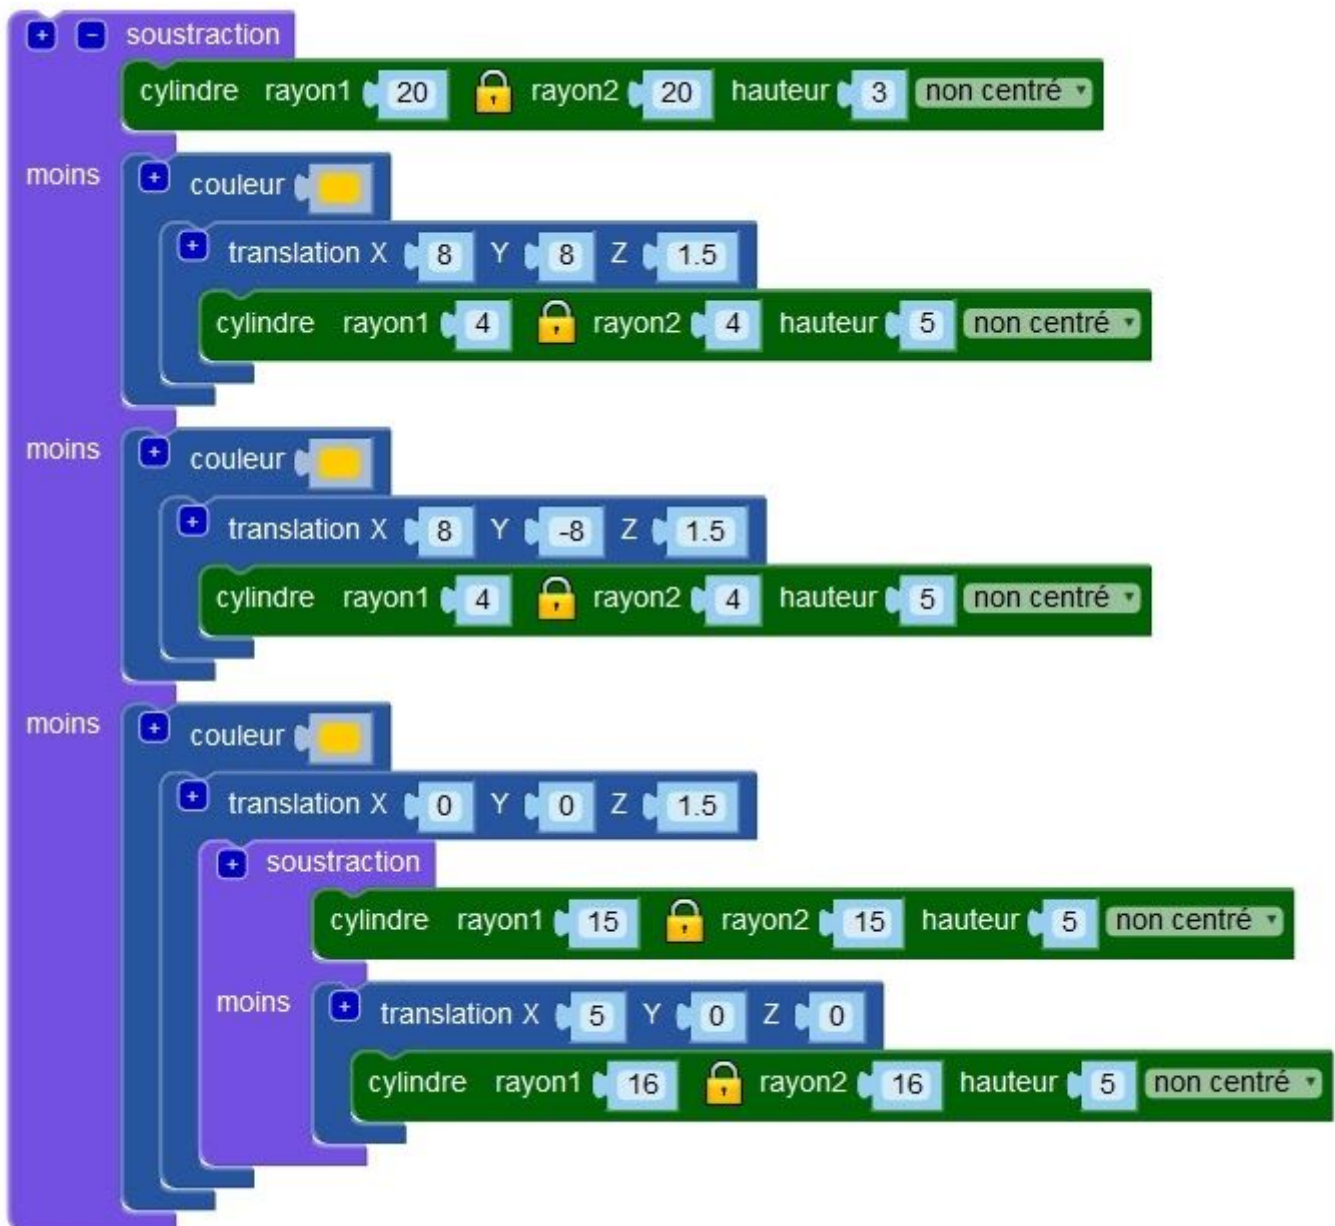 + − soustraction
cylindre rayon1 20 rayon2 20 hauteur 3 non centré
moins + couleur
+ translation X 8 Y 8 Z 1.5
cylindre rayon1 4 rayon2 4 hauteur 5 non centré
moins + couleur
+ translation X 8 Y -8 Z 1.5
cylindre rayon1 4 rayon2 4 hauteur 5 non centré
moins + couleur
+ translation X 0 Y 0 Z 1.5
+ soustraction
cylindre rayon1 15 rayon2 15 hauteur 5 non centré
moins + translation X 5 Y 0 Z 0
cylindre rayon1 16 rayon2 16 hauteur 5 non centré